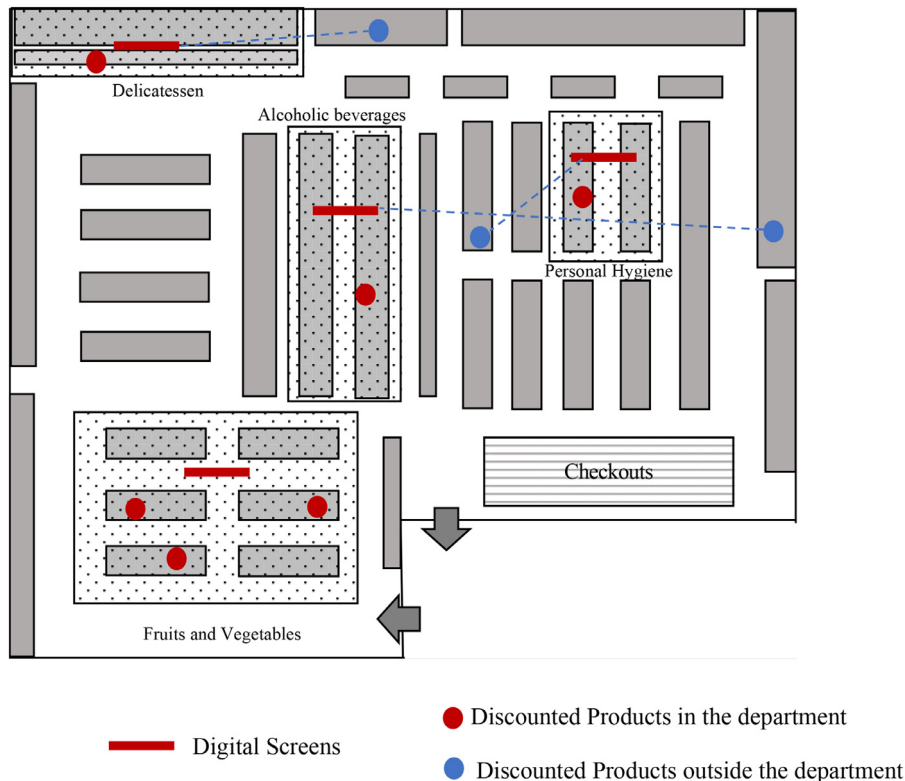 Delicatessen
Alcoholic beverages
Personal Hygiene
Checkouts
Fruits and Vegetables
Digital Screens
Discounted Products in the department
Discounted Products outside the department